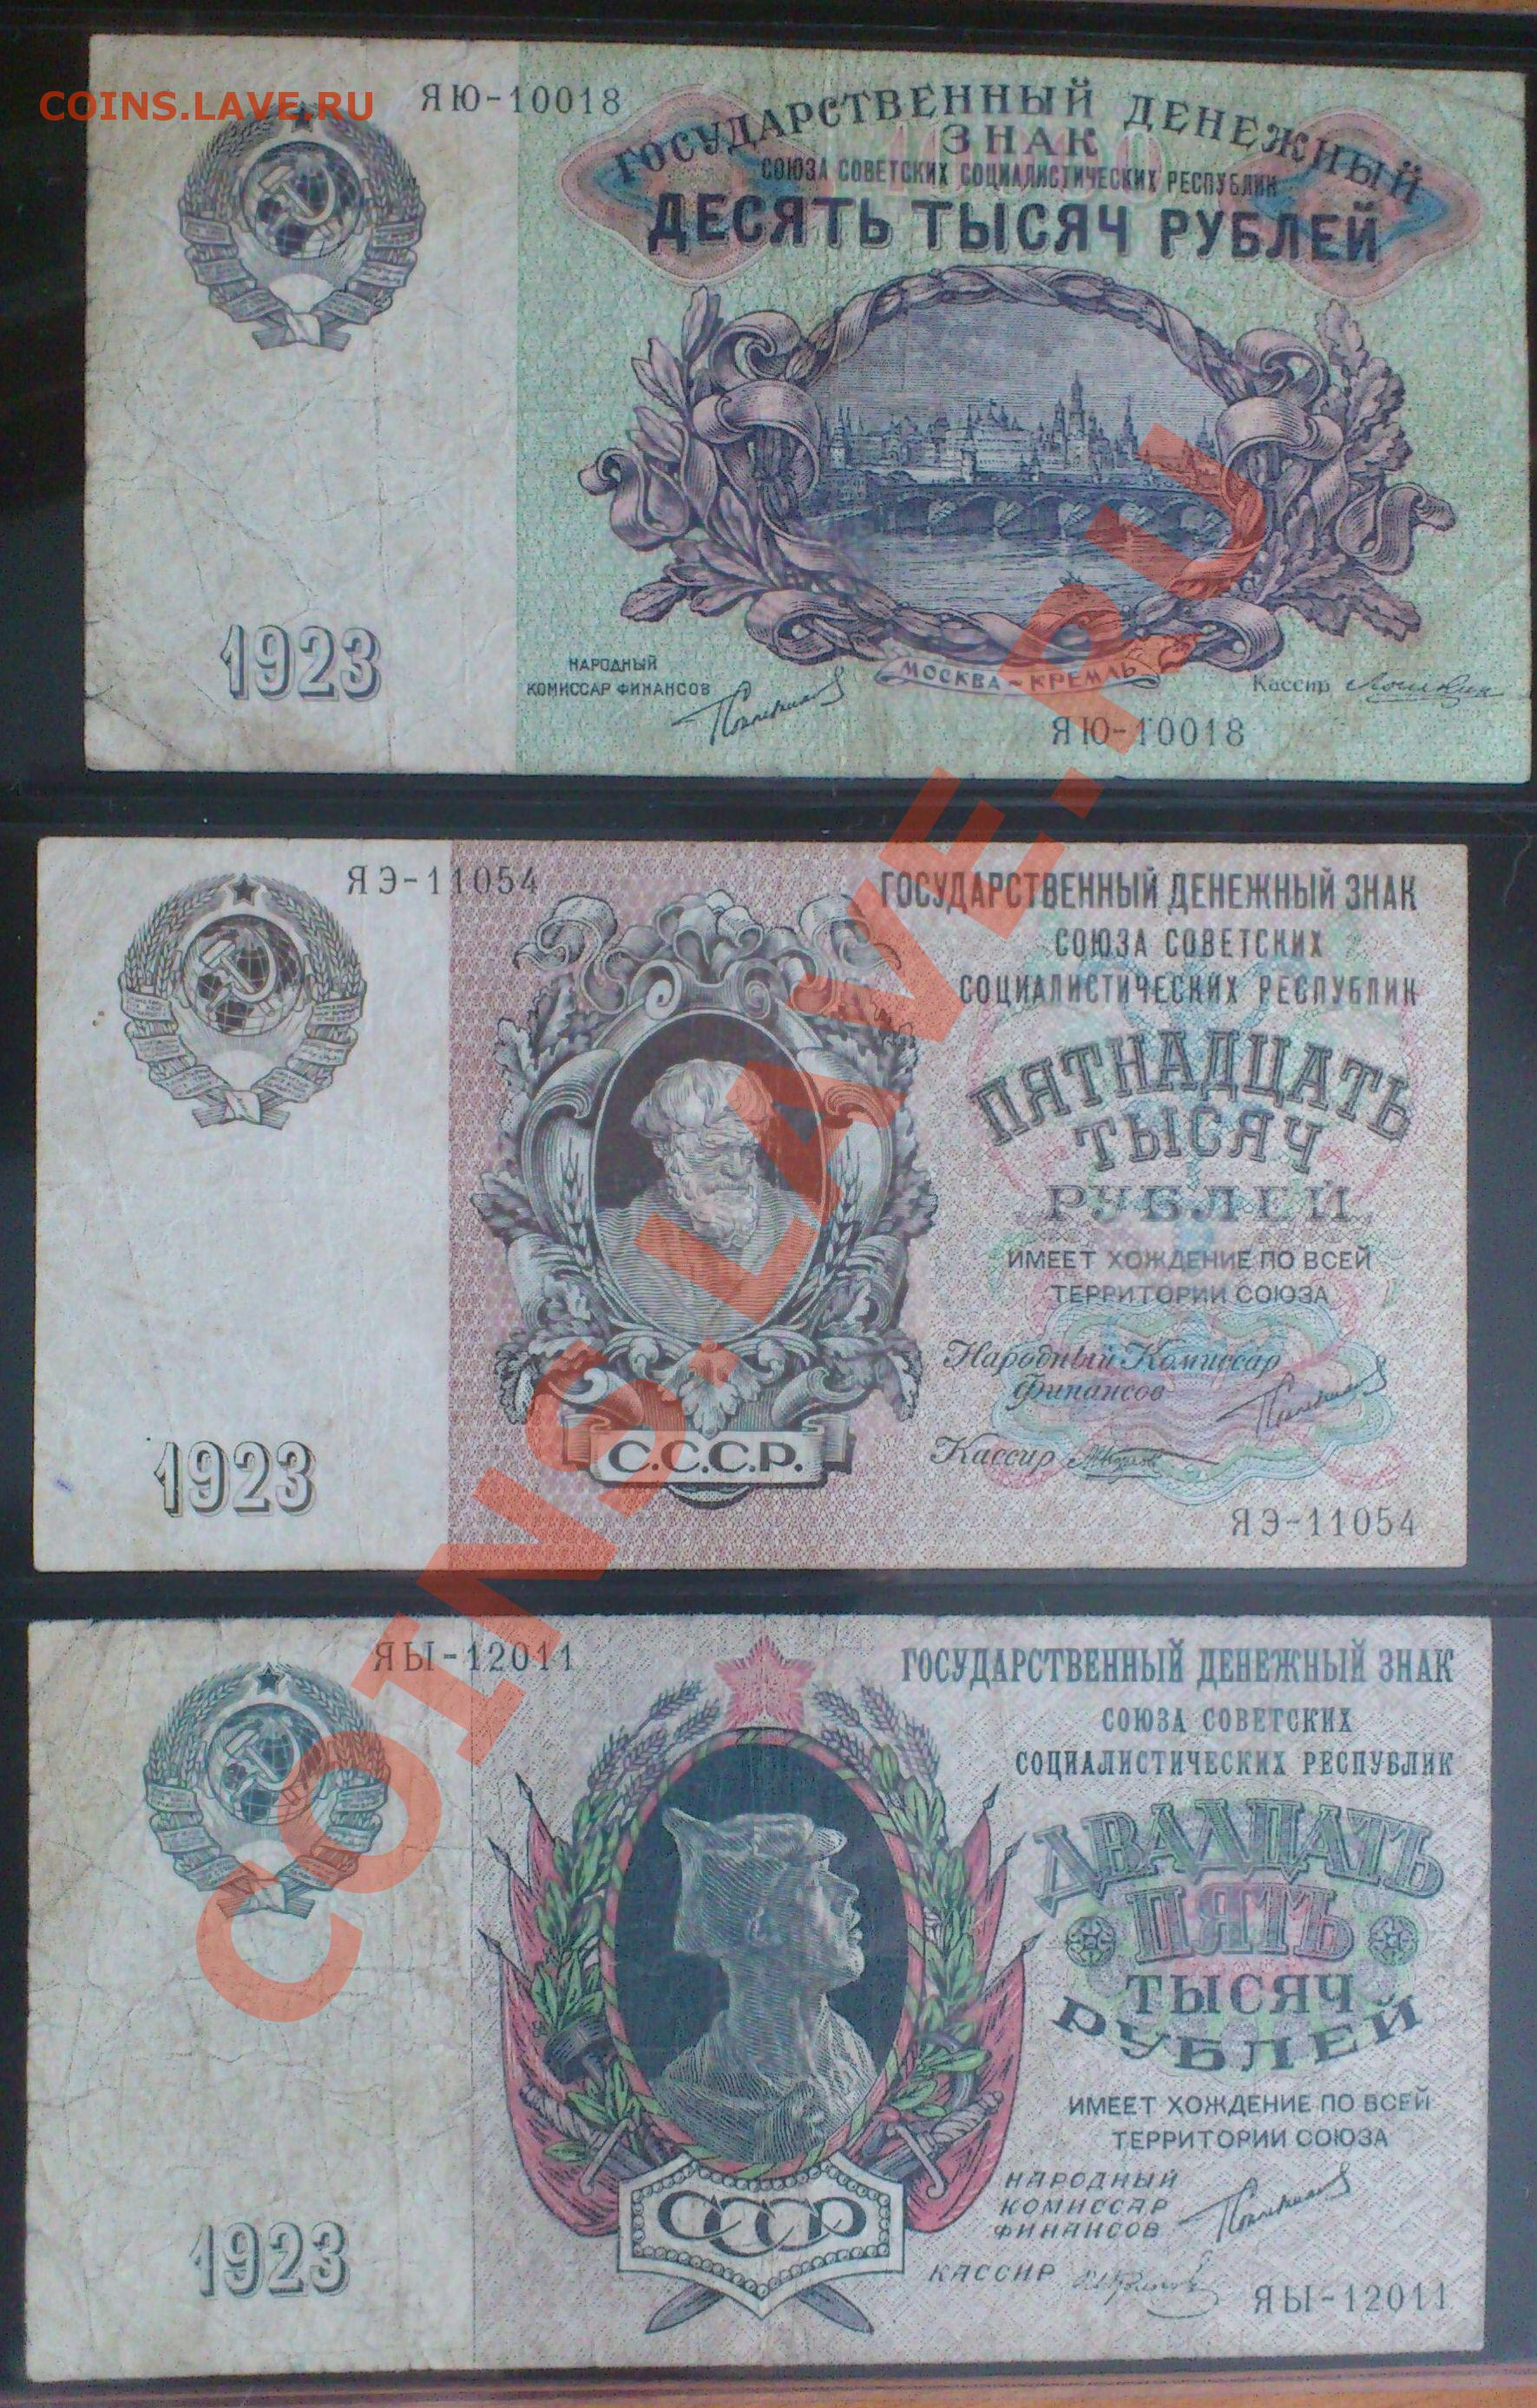 COINS.LAVE.RU
ЯЮ-10018
ГОСУДАРСТВЕННЫЙ ДЕНЕЖНЫЙ
ЗНАК
СОЮЗА СОВЕТСКИХ СОЦИАЛИСТИЧЕСКИХ РЕСПУБЛИК
ДЕСЯТЬ ТЫСЯЧ РУБЛЕЙ
1923
НАРОДНЫЙ
КОМИССАР ФИНАНСОВ
МОСКВА-КРЕМЛЬ
Кассир
ЯЮ-10018
ЯЭ-11054
ГОСУДАРСТВЕННЫЙ ДЕНЕЖНЫЙ ЗНАК
СОЮЗА СОВЕТСКИХ
СОЦИАЛИСТИЧЕСКИХ РЕСПУБЛИК
ПЯТНАДЦАТЬ
ТЫСЯЧ
РУБЛЕЙ
ИМЕЕТ ХОЖДЕНИЕ ПО ВСЕЙ
ТЕРРИТОРИИ СОЮЗА
Народный Комиссар
Финансов
Кассир
1923
С.С.С.Р.
ЯЭ-11054
ЯЫ-12011
ГОСУДАРСТВЕННЫЙ ДЕНЕЖНЫЙ ЗНАК
СОЮЗА СОВЕТСКИХ
СОЦИАЛИСТИЧЕСКИХ РЕСПУБЛИК
ДВАДЦАТЬ
ПЯТЬ
ТЫСЯЧ
РУБЛЕЙ
ИМЕЕТ ХОЖДЕНИЕ ПО ВСЕЙ
ТЕРРИТОРИИ СОЮЗА
НАРОДНЫЙ
КОМИССАР
ФИНАНСОВ
КАССИР
1923
СССР
ЯЫ-12011
COINS.LAVE.RU